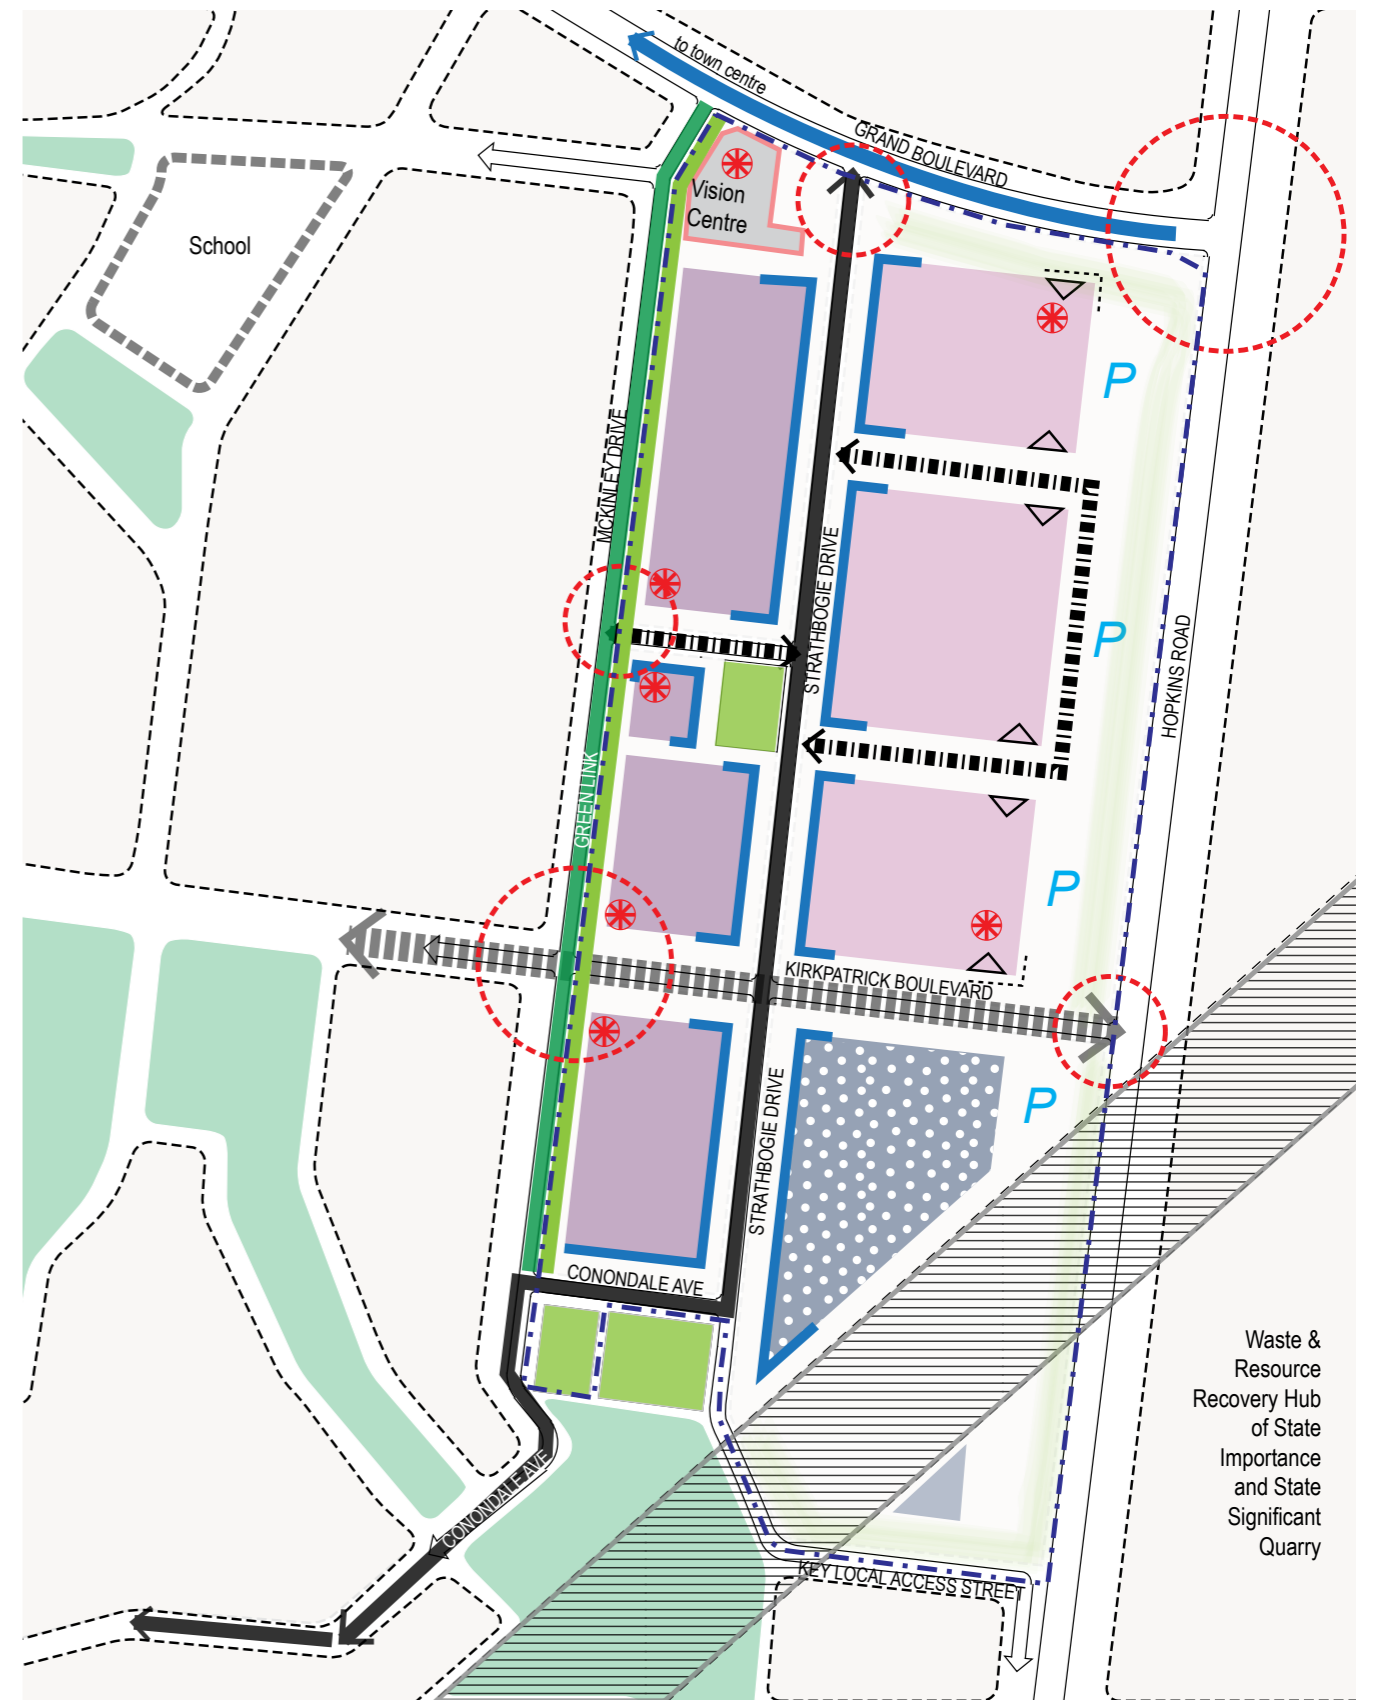 to town centre
GRAND BOULEVARD
Vision
Centre
School
P
MCKINLEY DRIVE
STRATHBOGIE DRIVE
P
HOPKINS ROAD
GREEN LINK
P
KIRKPATRICK BOULEVARD
P
STRATHBOGIE DRIVE
CONONDALE AVE
Waste &
Resource
Recovery Hub
of State
Importance
and State
Significant
Quarry
CONONDALE AVE
KEY LOCAL ACCESS STREET